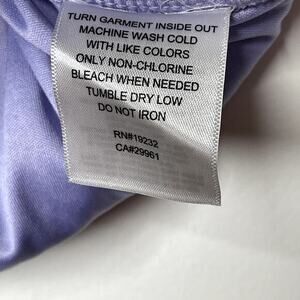 TURN GARMENT INSIDE OUT
MACHINE WASH COLD
WITH LIKE COLORS
ONLY NON-CHLORINE
BLEACH WHEN NEEDED
TUMBLE DRY LOW
DO NOT IRON
RN#19232
CA#29961